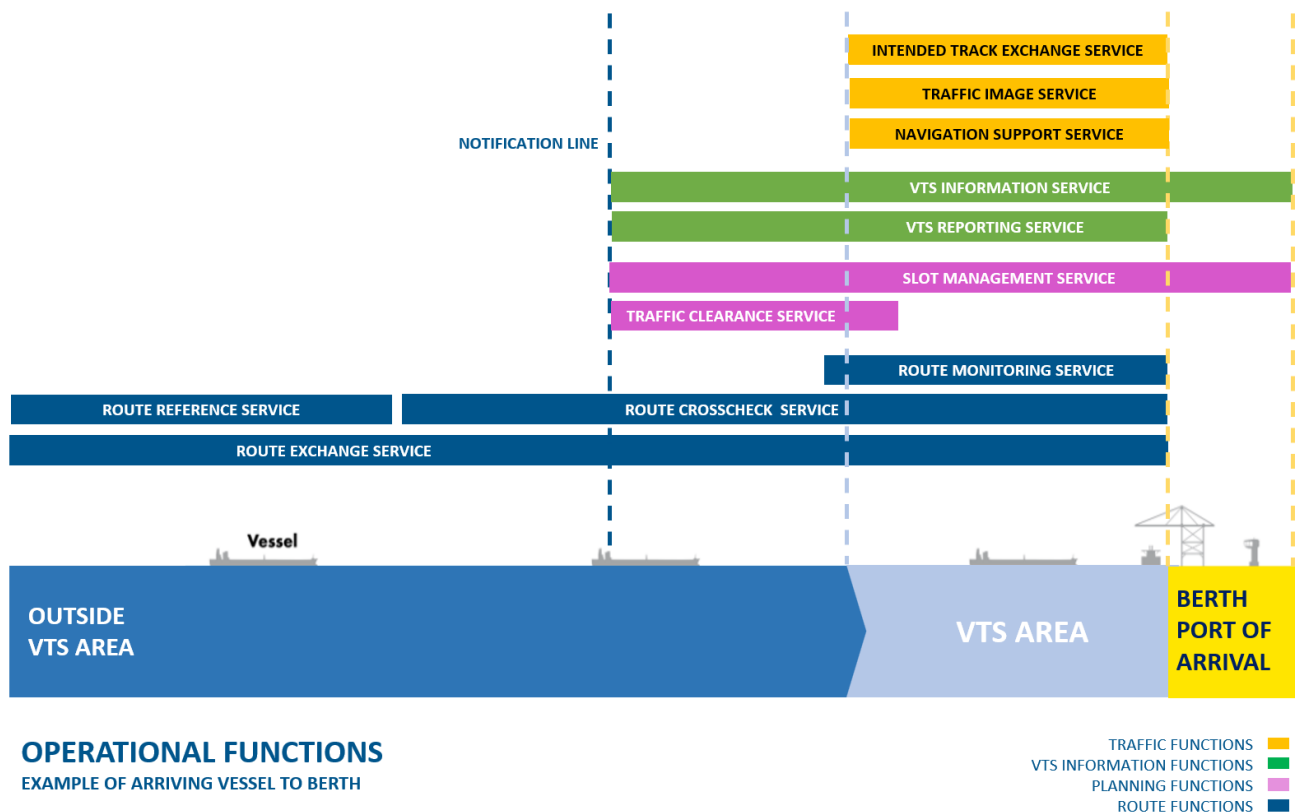 INTENDED TRACK EXCHANGE SERVICE
TRAFFIC IMAGE SERVICE
NAVIGATION SUPPORT SERVICE
NOTIFICATION LINE
VTS INFORMATION SERVICE
VTS REPORTING SERVICE
SLOT MANAGEMENT SERVICE
TRAFFIC CLEARANCE SERVICE
ROUTE MONITORING SERVICE
ROUTE REFERENCE SERVICE
ROUTE CROSSCHECK SERVICE
ROUTE EXCHANGE SERVICE
Vessel
OUTSIDE
VTS AREA
VTS AREA
BERTH
PORT OF
ARRIVAL
OPERATIONAL FUNCTIONS
EXAMPLE OF ARRIVING VESSEL TO BERTH
TRAFFIC FUNCTIONS
VTS INFORMATION FUNCTIONS
PLANNING FUNCTIONS
ROUTE FUNCTIONS